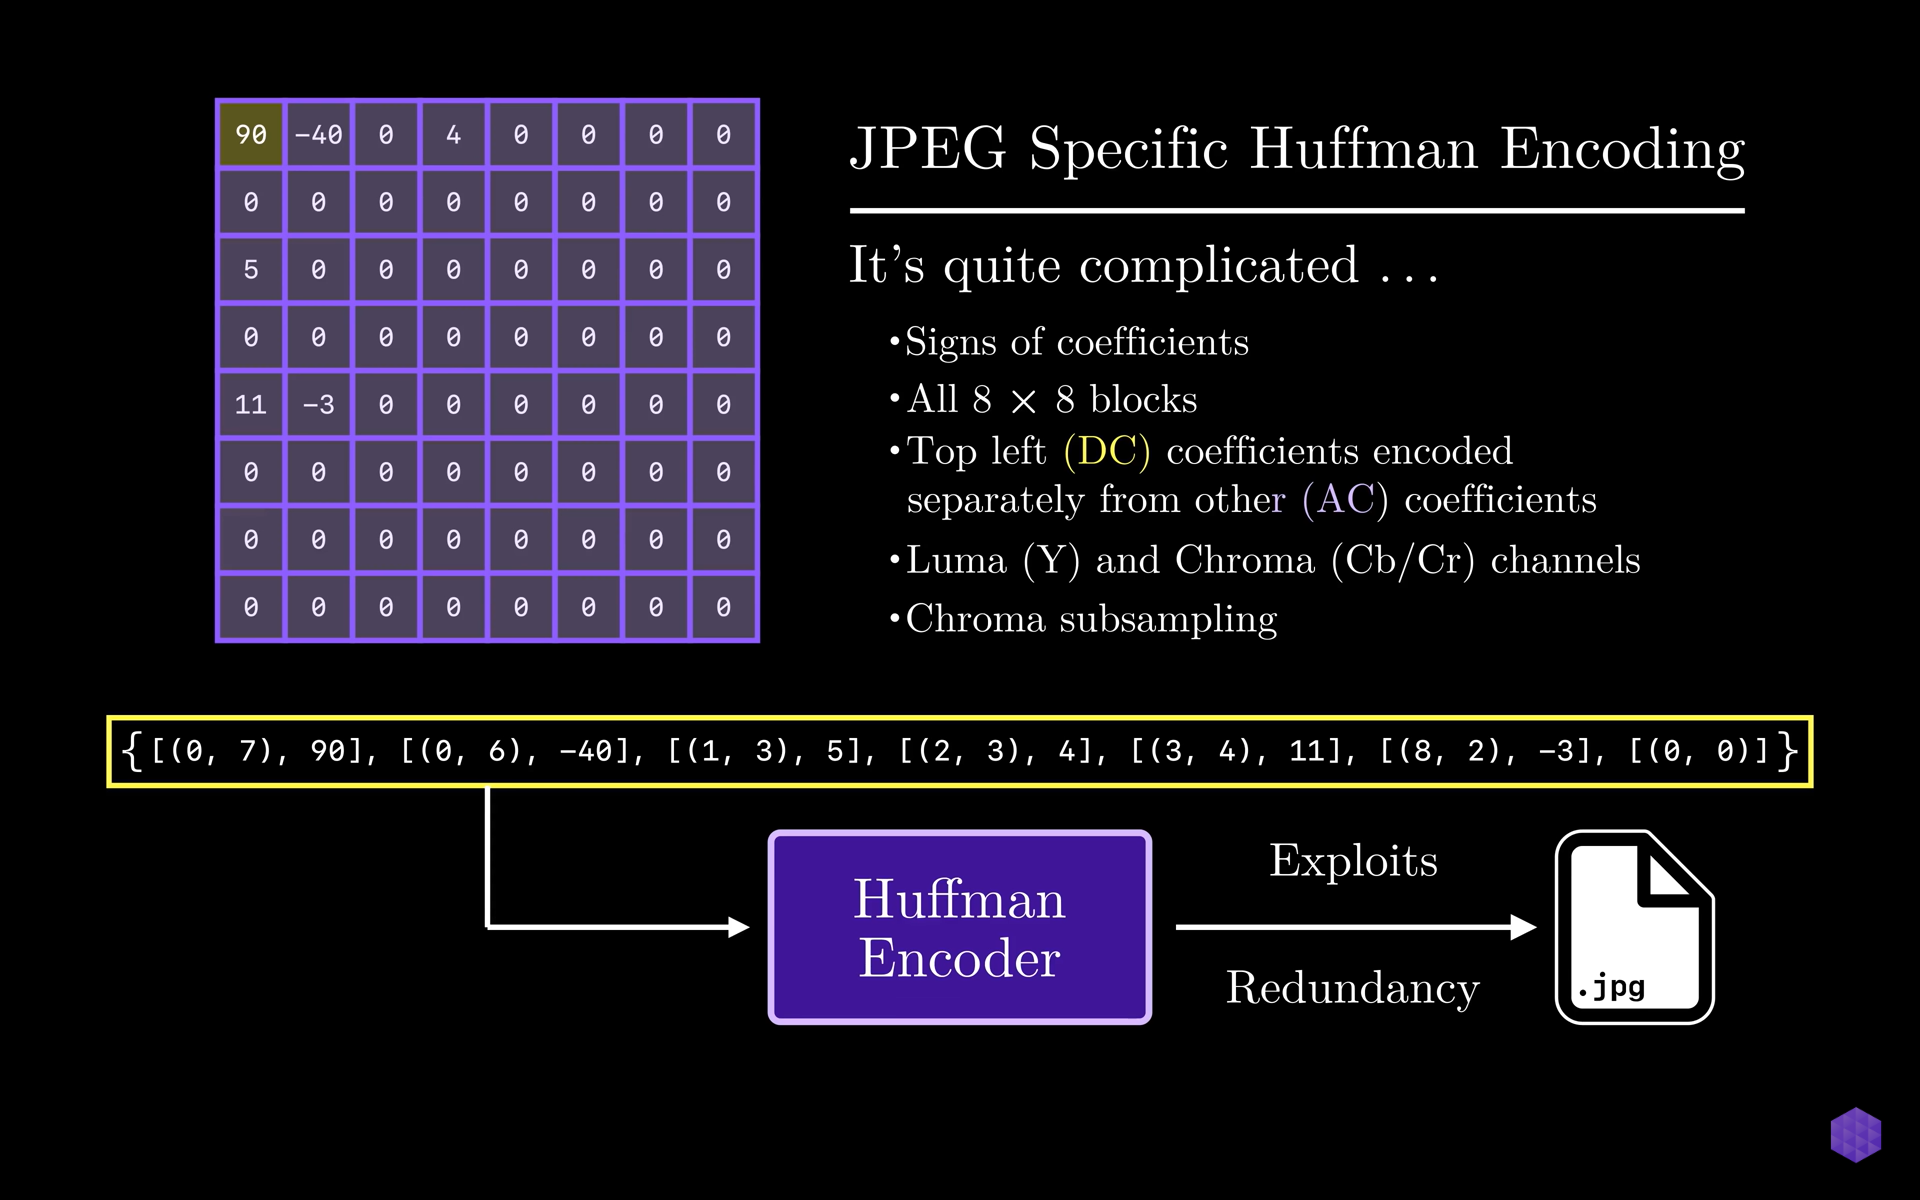 90 −40 0 4 0 0 0 0
0 0 0 0 0 0 0 0
5 0 0 0 0 0 0 0
0 0 0 0 0 0 0 0
11 −3 0 0 0 0 0 0
0 0 0 0 0 0 0 0
0 0 0 0 0 0 0 0
0 0 0 0 0 0 0 0
JPEG Specific Huffman Encoding
It's quite complicated ...
•Signs of coefficients
•All 8 × 8 blocks
•Top left (DC) coefficients encoded
separately from other (AC) coefficients
•Luma (Y) and Chroma (Cb/Cr) channels
•Chroma subsampling
{[(0, 7), 90], [(0, 6), −40], [(1, 3), 5], [(2, 3), 4], [(3, 4), 11], [(8, 2), −3], [(0, 0)]}
Huffman
Encoder
Exploits
Redundancy
.jpg